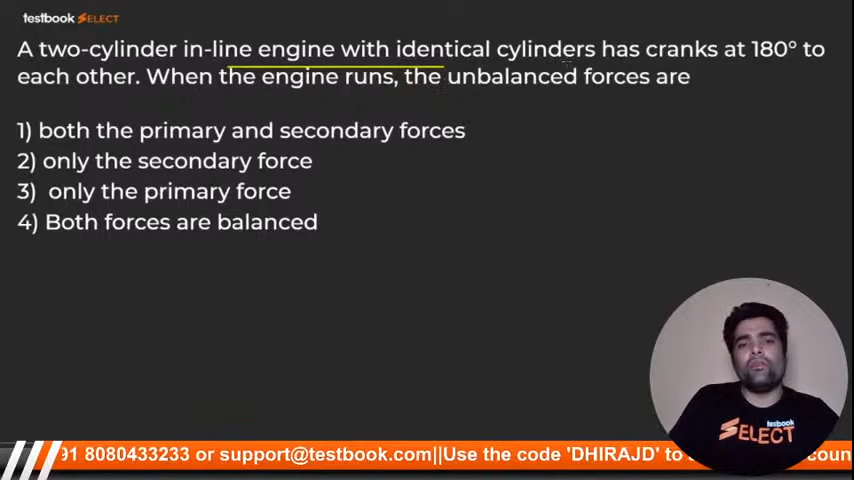 testbook SELECT
A two-cylinder in-line engine with identical cylinders has cranks at 180° to
each other. When the engine runs, the unbalanced forces are
1) both the primary and secondary forces
2) only the secondary force
3) only the primary force
4) Both forces are balanced
testbook
SELECT
91 8080433233 or support@testbook.com||Use the code 'DHIRAJD' to